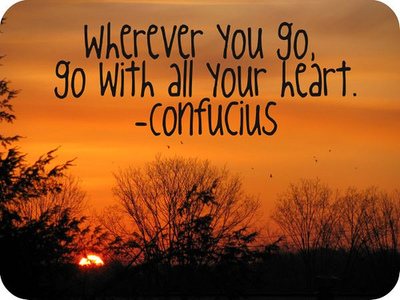 Wherever you go,
go with all your heart.
-Confucius